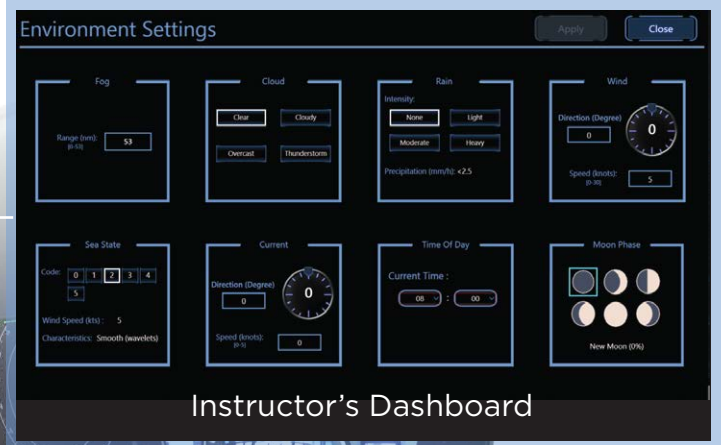 Environment Settings
Apply
Close
Fog
Range (nm):
[0-53]
53
Cloud
Clear
Cloudy
Overcast
Thunderstorm
Rain
Intensity:
None
Light
Moderate
Heavy
Precipitation (mm/h): <2.5
Wind
Direction (Degree)
0
0
Speed (knots):
[0-30]
5
Sea State
Code:
0 1 2 3 4
5
Wind Speed (kts) : 5
Characteristics: Smooth (wavelets)
Current
Direction (Degree)
0
0
Speed (knots):
[0-5]
0
Time Of Day
Current Time :
08 : 00
Moon Phase
New Moon (0%)
Instructor's Dashboard